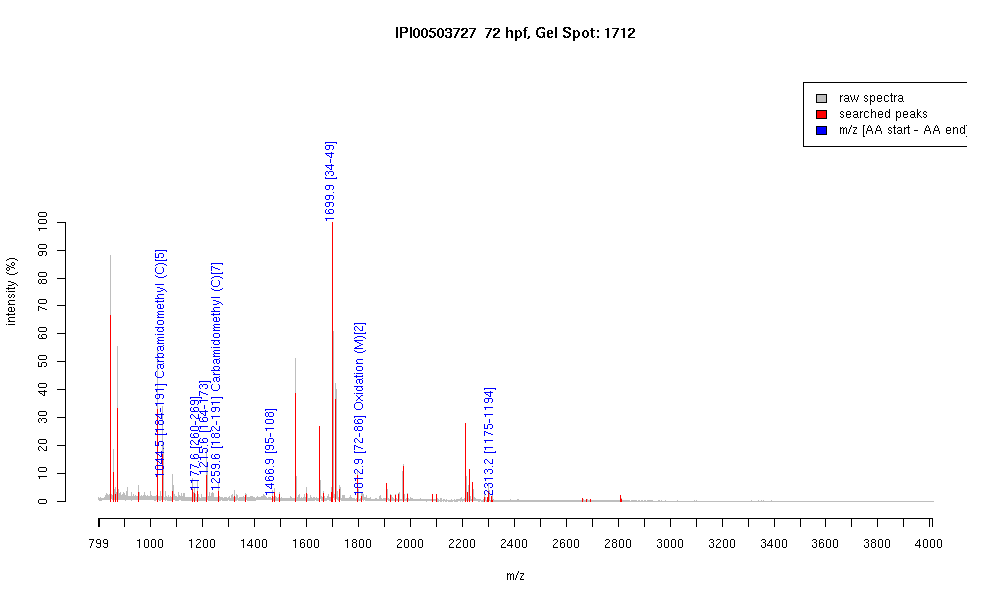 IPI00503727 72 hpf, Gel Spot: 1712
raw spectra
searched peaks
m/z [AA start - AA end]
intensity (%)
0
10
20
30
40
50
60
70
80
90
100
1044.5 [184-191] Carbamidomethyl (C)[5]
1177.6 [260-269]
1215.6 [164-173]
1259.6 [182-191] Carbamidomethyl (C)[7]
1466.9 [95-108]
1699.9 [34-49]
1812.9 [72-86] Oxidation (M)[2]
2313.2 [1175-1194]
799 1000 1200 1400 1600 1800 2000 2200 2400 2600 2800 3000 3200 3400 3600 3800 4000
m/z